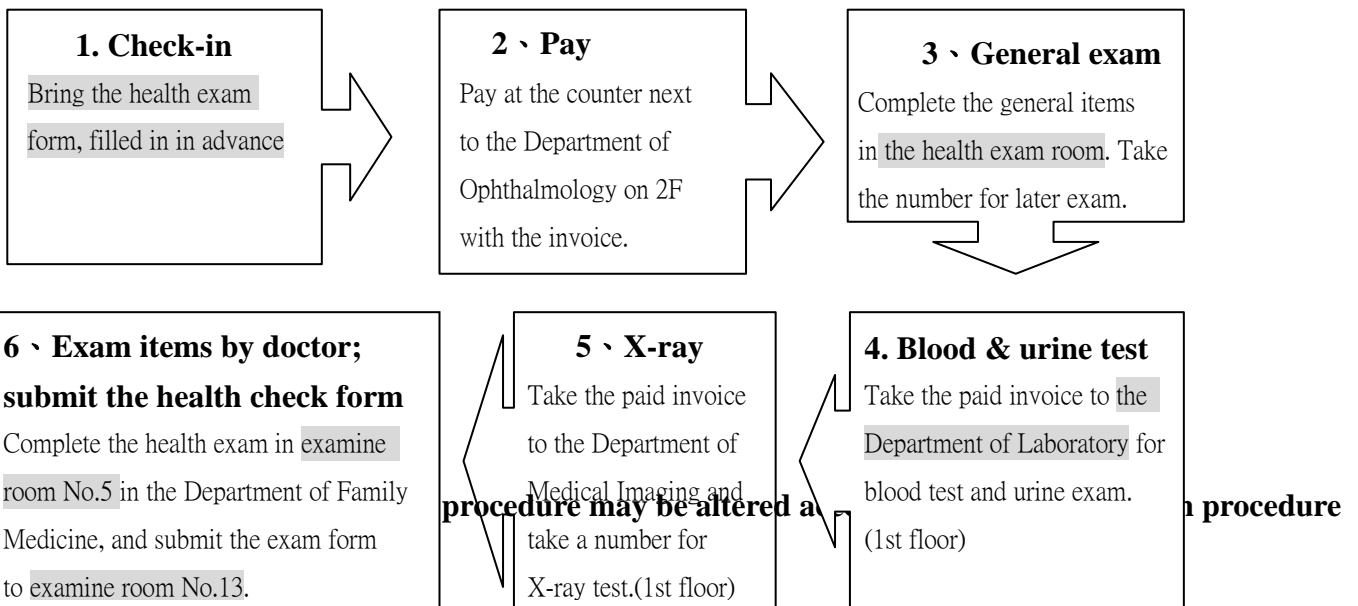 1. Check-in
Bring the health exam
form, filled in in advance
2、Pay
Pay at the counter next
to the Department of
Ophthalmology on 2F
with the invoice.
3、General exam
Complete the general items
in the health exam room. Take
the number for later exam.
4. Blood & urine test
Take the paid invoice to the
Department of Laboratory for
blood test and urine exam.
(1st floor)
5、X-ray
Take the paid invoice
to the Department of
Medical Imaging and
take a number for
X-ray test.(1st floor)
6、Exam items by doctor;
submit the health check form
Complete the health exam in examine
room No.5 in the Department of Family
Medicine, and submit the exam form
to examine room No.13.
procedure may be altered procedure